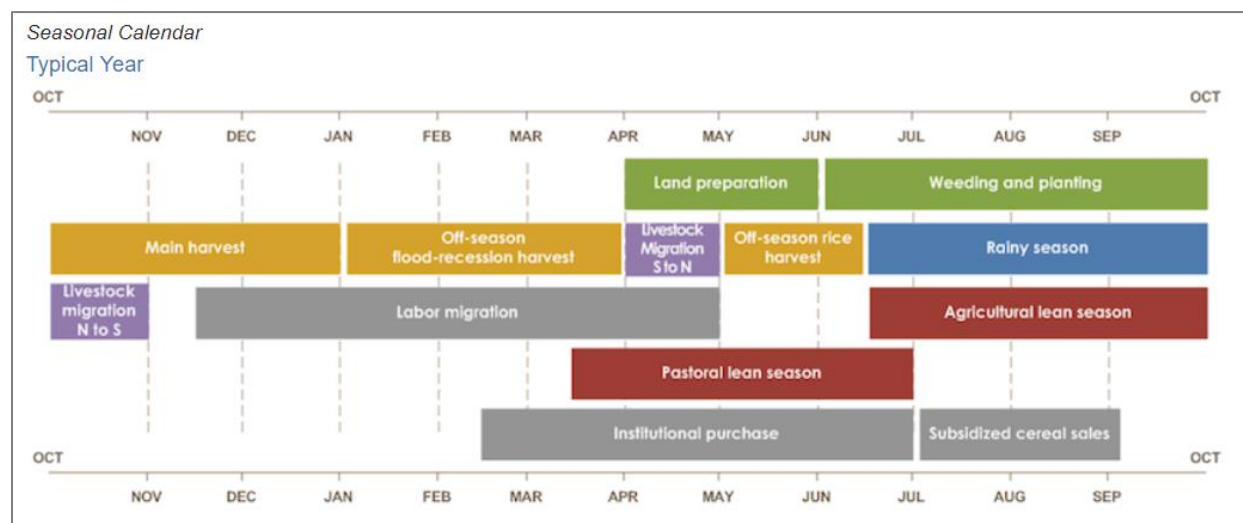 Seasonal Calendar
Typical Year
OCT OCT
NOV DEC JAN FEB MAR APR MAY JUN JUL AUG SEP
Land preparation Weeding and planting
Main harvest
Off-season
flood-recession harvest
Livestock
Migration
S to N
Off-season rice
harvest
Rainy season
Livestock
migration
N to S
Labor migration
Agricultural lean season
Pastoral lean season
Institutional purchase Subsidized cereal sales
OCT OCT
NOV DEC JAN FEB MAR APR MAY JUN JUL AUG SEP